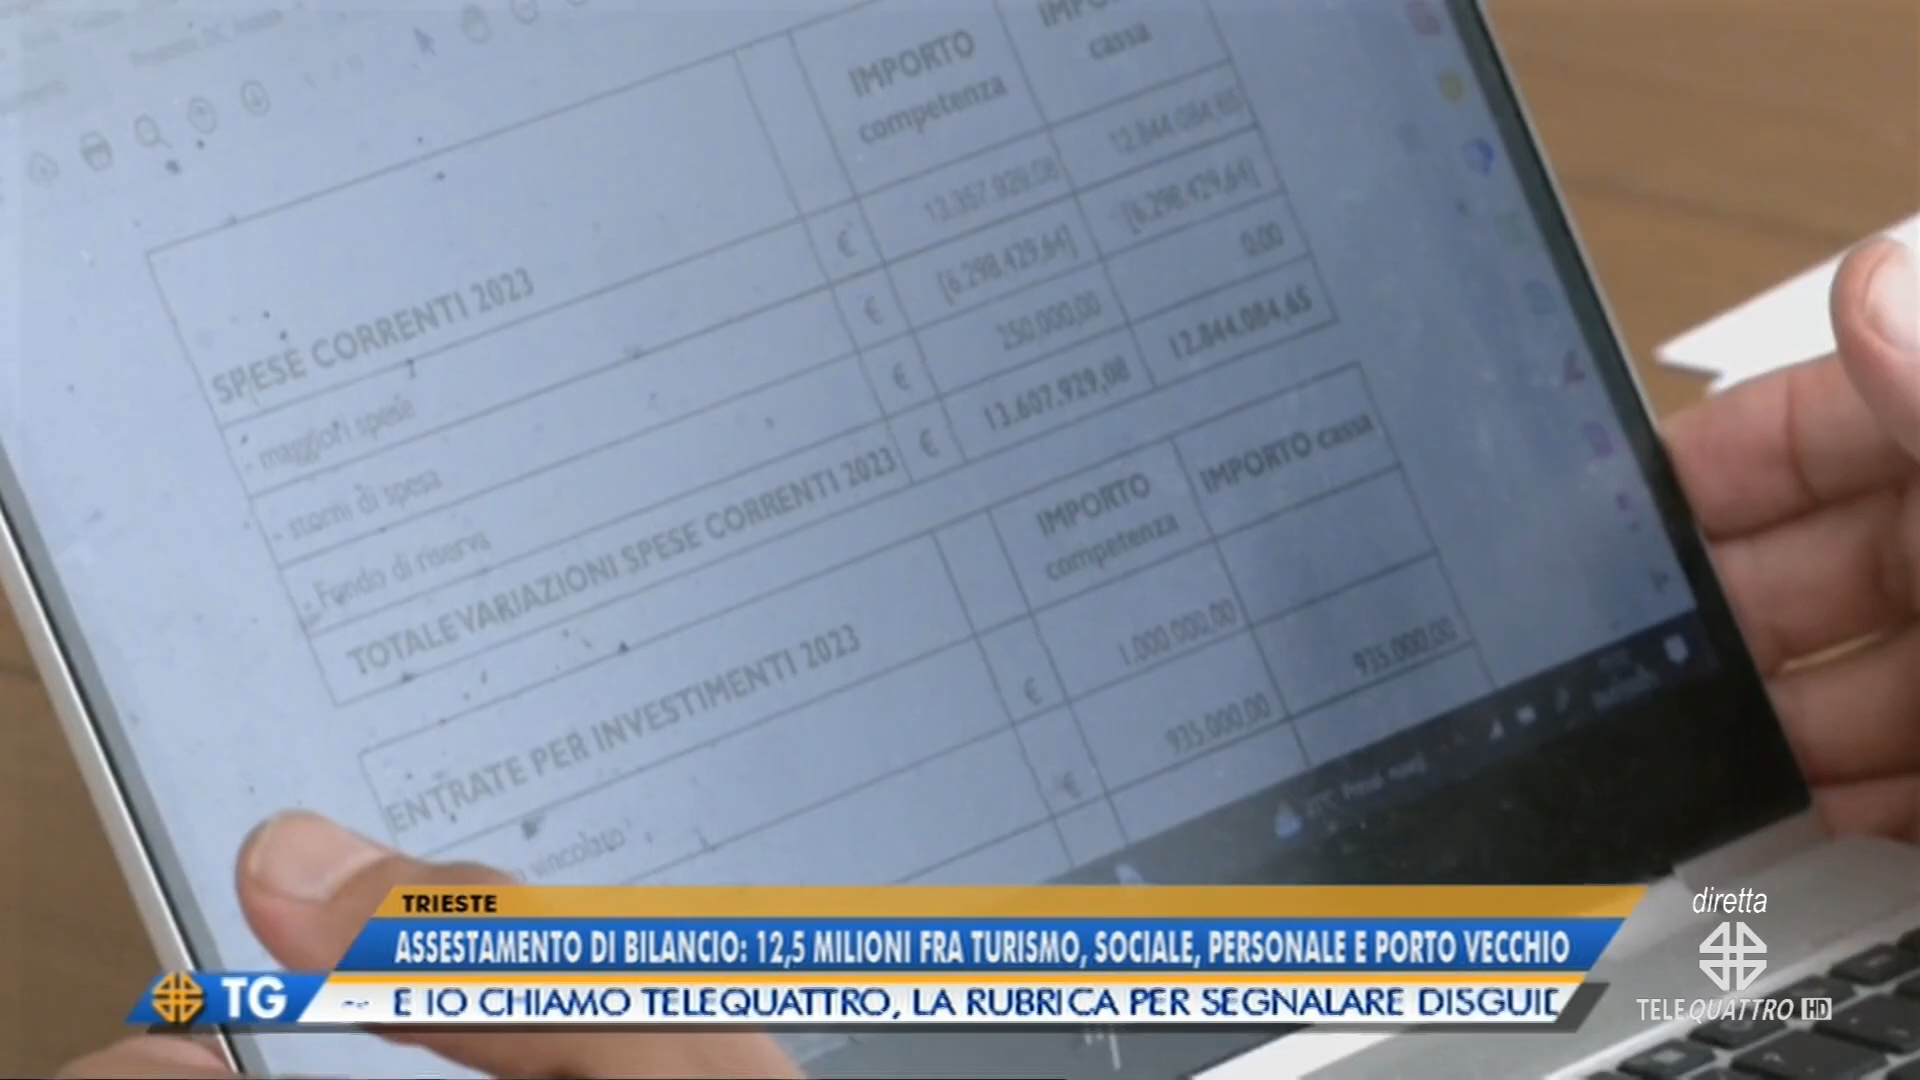 IMPORTO
competenza
cassa
SPESE CORRENTI 2023
- maggiori spese € 13.357.929,08 12.844.084,65
- storni di spesa € [6.298.429,64] [6.298.429,64]
- Fondo di riserva € 250.000,00 0,00
TOTALE VARIAZIONI SPESE CORRENTI 2023 € 13.607.929,08 12.844.084,65
ENTRATE PER INVESTIMENTI 2023
IMPORTO
competenza
IMPORTO cassa
vincolato € 1.000.000,00
€ 935.000,00 935.000,00
TRIESTE
ASSESTAMENTO DI BILANCIO: 12,5 MILIONI FRA TURISMO, SOCIALE, PERSONALE E PORTO VECCHIO
TG
-- E IO CHIAMO TELEQUATTRO, LA RUBRICA PER SEGNALARE DISGUID
diretta
TELEQUATTRO HD